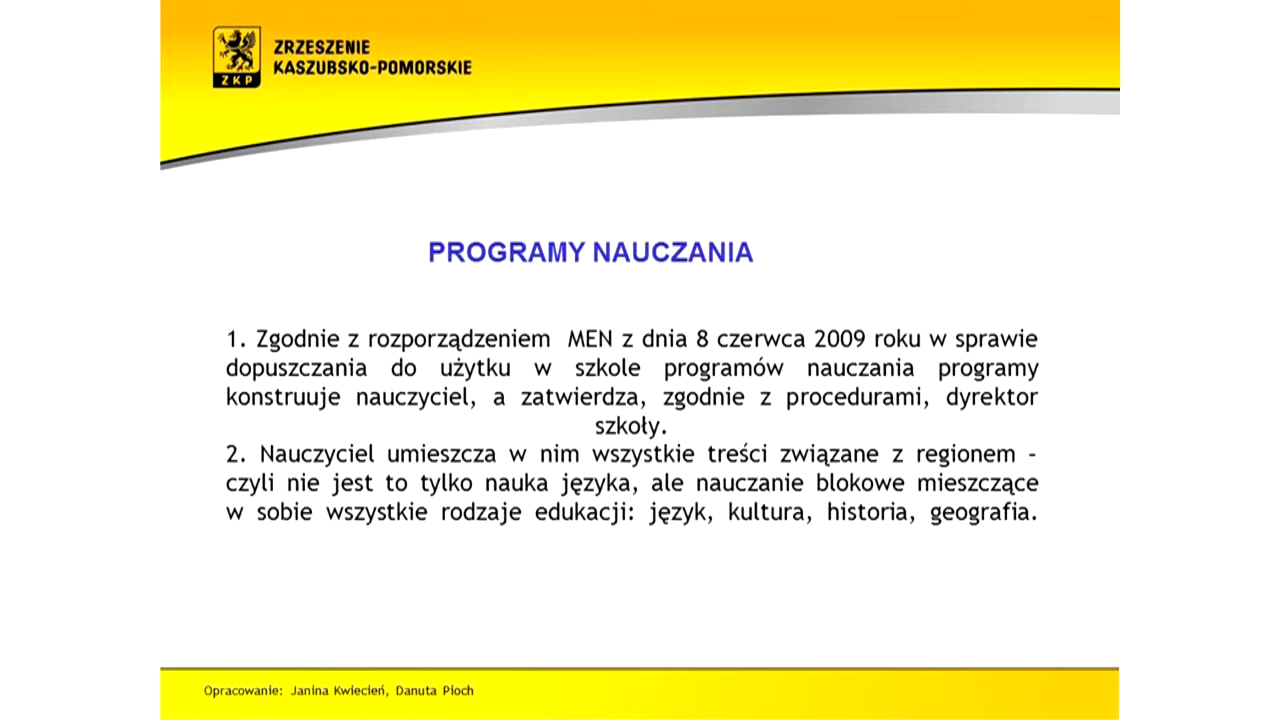 ZKP
ZRZESZENIE
KASZUBSKO-POMORSKIE
PROGRAMY NAUCZANIA
1. Zgodnie z rozporządzeniem MEN z dnia 8 czerwca 2009 roku w sprawie
dopuszczania do użytku w szkole programów nauczania programy
konstruuje nauczyciel, a zatwierdza, zgodnie z procedurami, dyrektor
szkoły.
2. Nauczyciel umieszcza w nim wszystkie treści związane z regionem -
czyli nie jest to tylko nauka języka, ale nauczanie blokowe mieszczące
w sobie wszystkie rodzaje edukacji: język, kultura, historia, geografia.
Opracowanie: Janina Kwiecień, Danuta Pioch